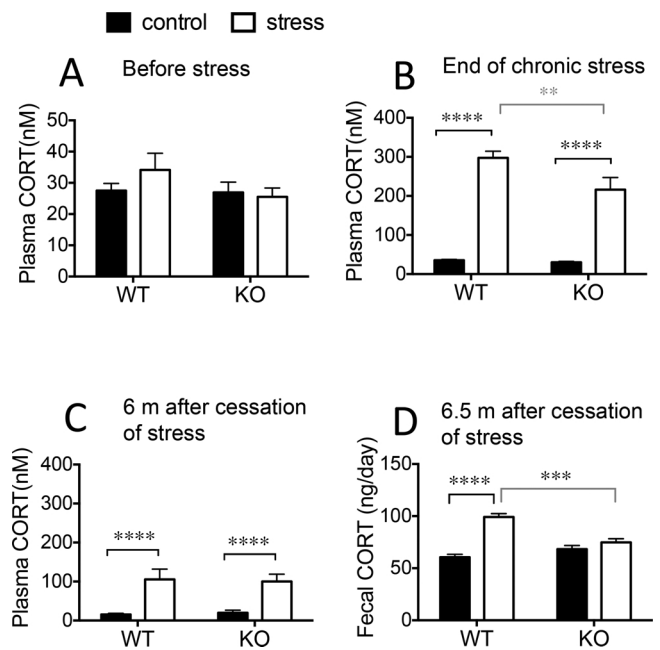 control stress
A Before stress
Plasma CORT(nM)
50
40
30
20
10
0
WT KO
B End of chronic stress
Plasma CORT(nM)
400
300
200
100
0
**
****
****
WT KO
C 6 m after cessation
of stress
Plasma CORT(nM)
400
300
200
100
0
****
****
WT KO
D 6.5 m after cessation
of stress
Fecal CORT (ng/day)
150
100
50
0
****
***
WT KO